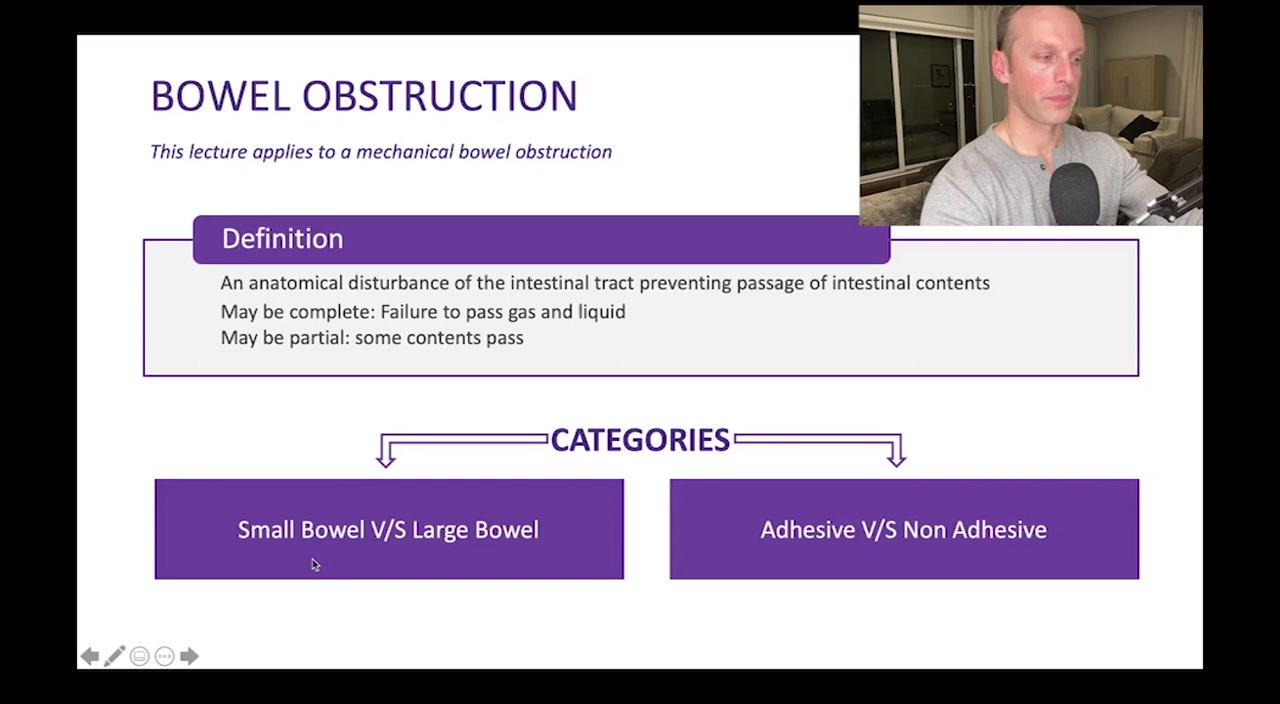 BOWEL OBSTRUCTION
This lecture applies to a mechanical bowel obstruction
Definition
An anatomical disturbance of the intestinal tract preventing passage of intestinal contents
May be complete: Failure to pass gas and liquid
May be partial: some contents pass
CATEGORIES
Small Bowel V/S Large Bowel
Adhesive V/S Non Adhesive